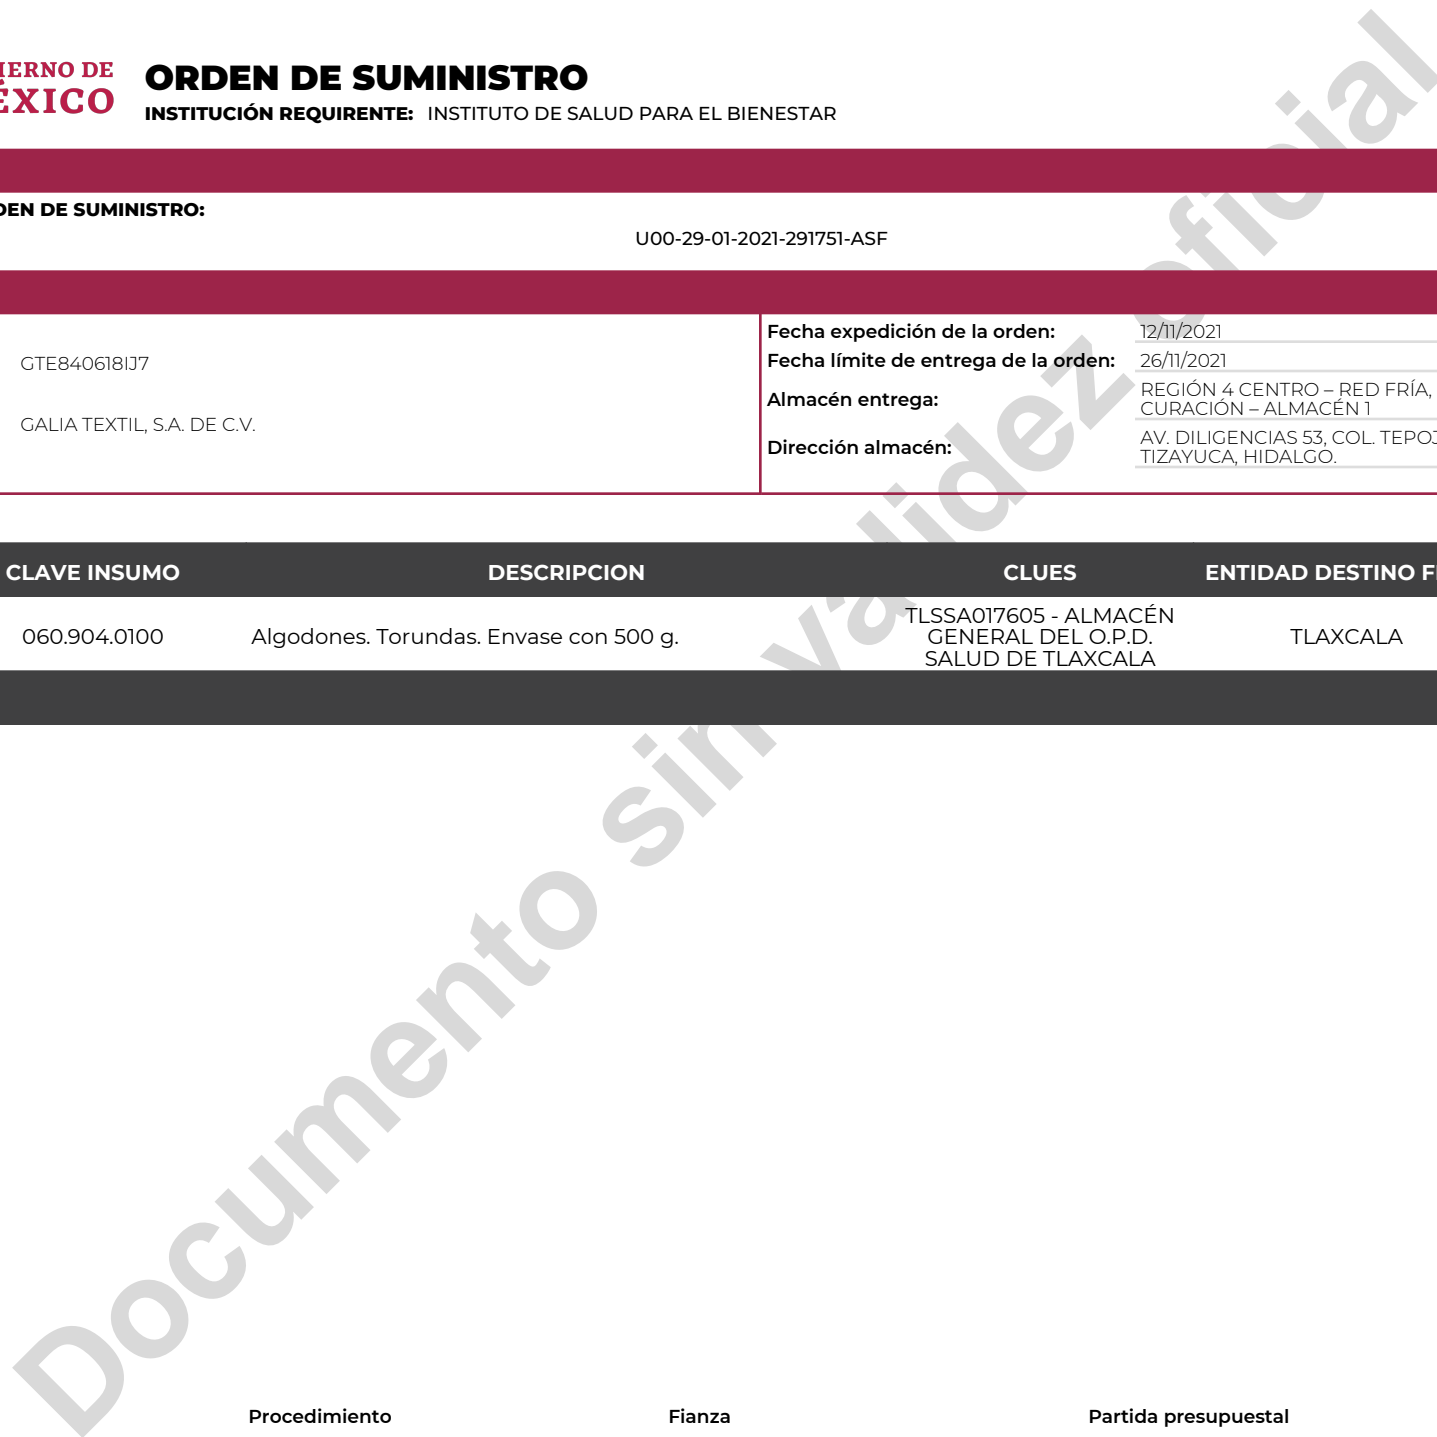 IERNO DE
ÉXICO
ORDEN DE SUMINISTRO
INSTITUCIÓN REQUIRENTE: INSTITUTO DE SALUD PARA EL BIENESTAR
DEN DE SUMINISTRO:
U00-29-01-2021-291751-ASF
GTE840618IJ7
GALIA TEXTIL, S.A. DE C.V.
Fecha expedición de la orden: 12/11/2021
Fecha límite de entrega de la orden: 26/11/2021
Almacén entrega: REGIÓN 4 CENTRO – RED FRÍA,
CURACIÓN – ALMACÉN 1
Dirección almacén: AV. DILIGENCIAS 53, COL. TEPOJ
TIZAYUCA, HIDALGO.
CLAVE INSUMO DESCRIPCION CLUES ENTIDAD DESTINO F
060.904.0100 Algodones. Torundas. Envase con 500 g. TLSSA017605 - ALMACÉN
GENERAL DEL O.P.D.
SALUD DE TLAXCALA
TLAXCALA
Documento sin validez oficial
Procedimiento Fianza Partida presupuestal